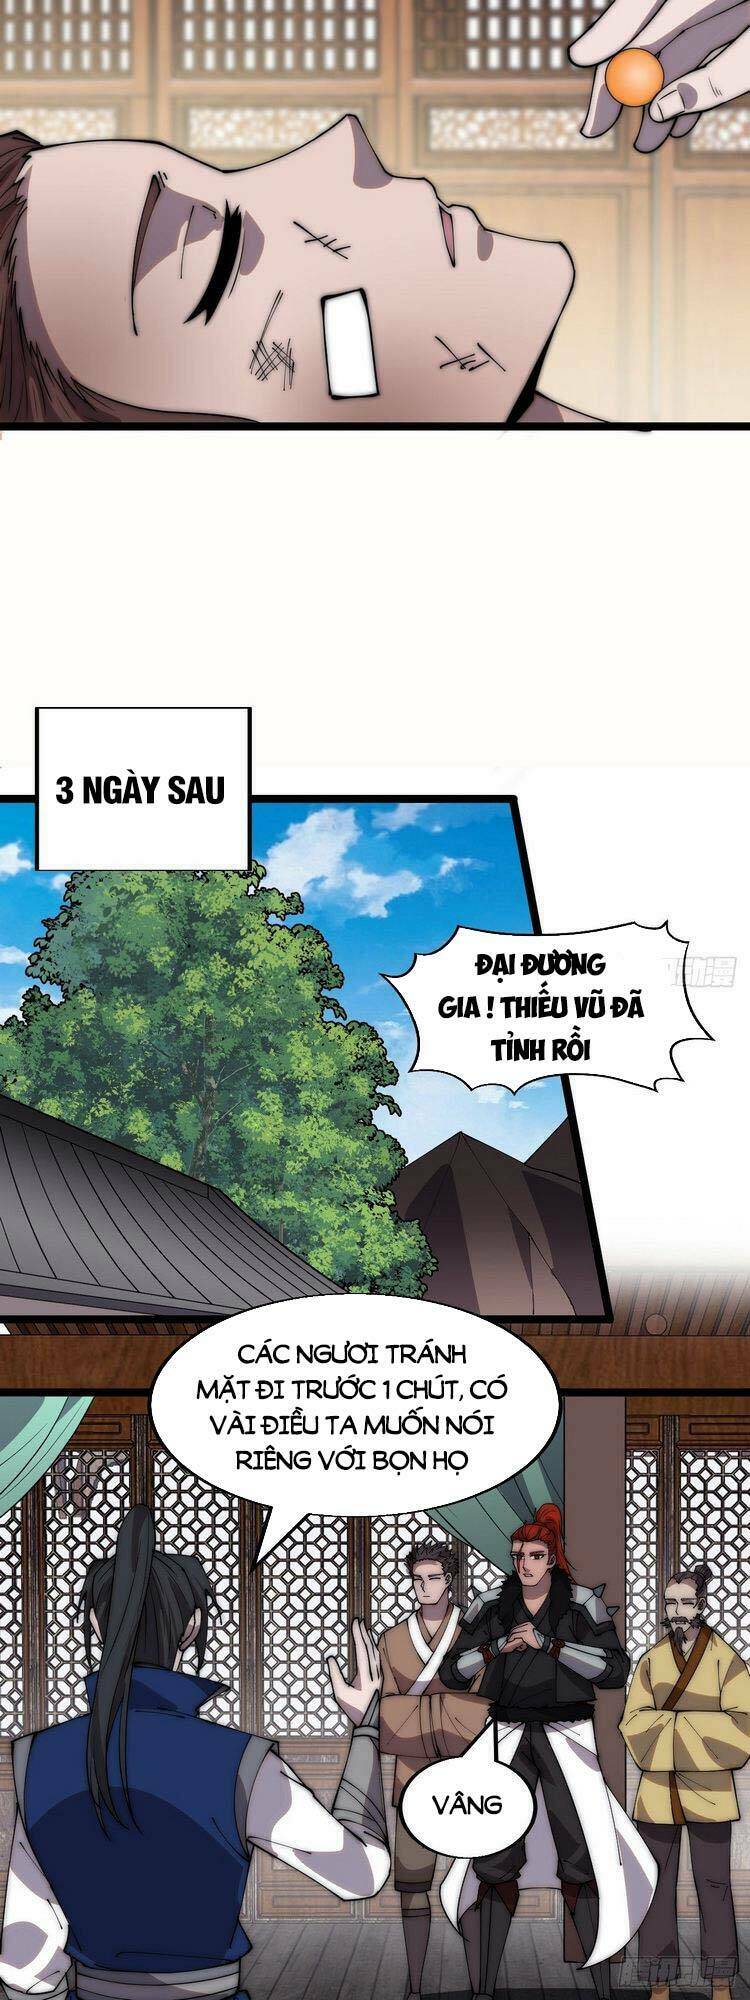 3 NGÀY SAU
ĐẠI ĐƯƠNG
GIA ! THIẾU VŨ ĐÃ
TỈNH RỒI
CÁC NGƯƠI TRÁNH
MẶT ĐI TRƯỚC 1 CHÚT, CÓ
VÀI ĐIỀU TA MUỐN NÓI
RIÊNG VỚI BỌN HỌ
VÂNG